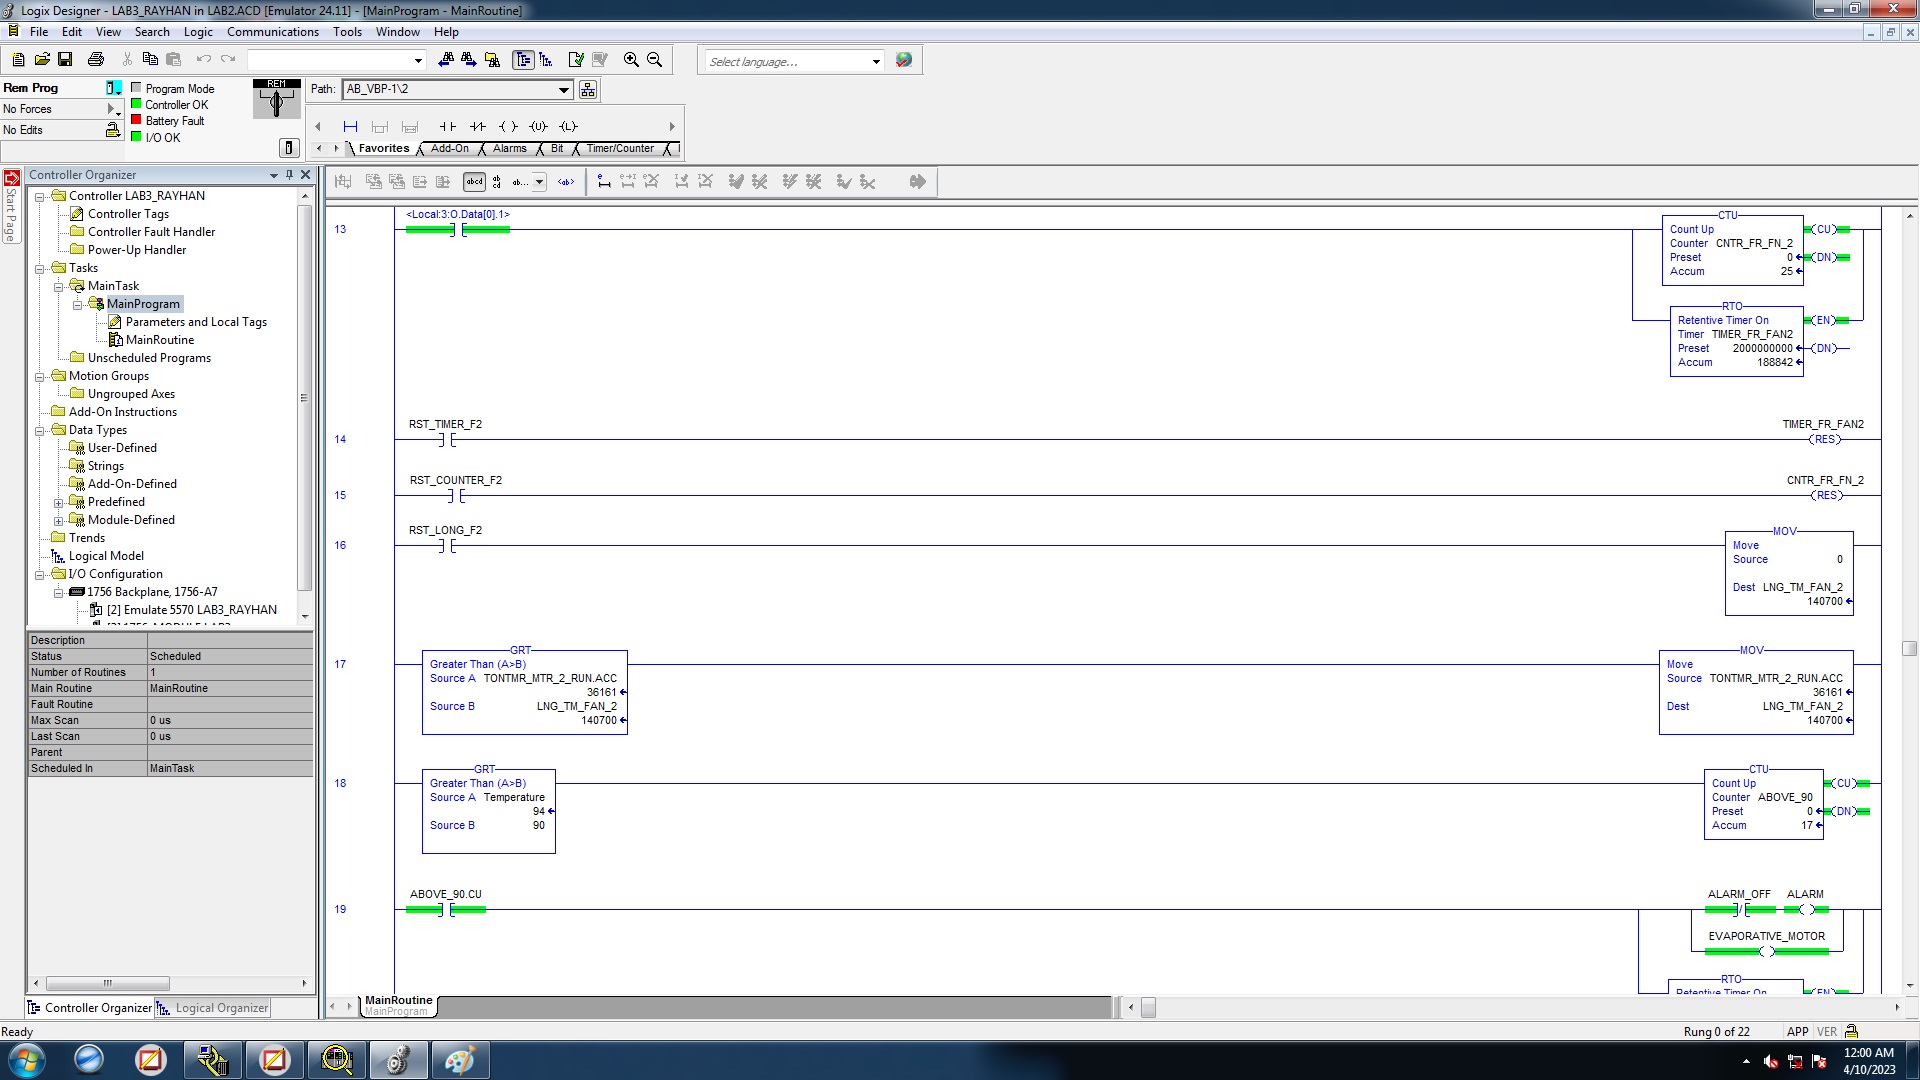 Logix Designer - LAB3_RAYHAN in LAB2.ACD [Emulator 24.11] - [MainProgram - MainRoutine]
File Edit View Search Logic Communications Tools Window Help
Select language...
Rem Prog
No Forces
No Edits
Program Mode
Controller OK
Battery Fault
I/O OK
REM
Path: AB_VBP-1\2
Favorites Add-On Alarms Bit Timer/Counter
Start Page
Controller Organizer
Controller LAB3_RAYHAN
Controller Tags
Controller Fault Handler
Power-Up Handler
Tasks
MainTask
MainProgram
Parameters and Local Tags
MainRoutine
Unscheduled Programs
Motion Groups
Ungrouped Axes
Add-On Instructions
Data Types
User-Defined
Strings
Add-On-Defined
Predefined
Module-Defined
Trends
Logical Model
I/O Configuration
1756 Backplane, 1756-A7
[2] Emulate 5570 LAB3_RAYHAN
Description
Status Scheduled
Number of Routines 1
Main Routine MainRoutine
Fault Routine
Max Scan 0 us
Last Scan 0 us
Parent
Scheduled In MainTask
Controller Organizer Logical Organizer
abcd ab cd ab... <ab>
<Local:3:O.Data[0].1>
13
CTU
Count Up (CU)
Counter CNTR_FR_FN_2
Preset 0 (DN)
Accum 25
RTO
Retentive Timer On (EN)
Timer TIMER_FR_FAN2
Preset 2000000000 (DN)
Accum 188842
RST_TIMER_F2 TIMER_FR_FAN2
14 (RES)
RST_COUNTER_F2 CNTR_FR_FN_2
15 (RES)
RST_LONG_F2
16
MOV
Move
Source 0
Dest LNG_TM_FAN_2
140700
17
GRT
Greater Than (A>B)
Source A TONTMR_MTR_2_RUN.ACC
36161
Source B LNG_TM_FAN_2
140700
MOV
Move
Source TONTMR_MTR_2_RUN.ACC
36161
Dest LNG_TM_FAN_2
140700
18
GRT
Greater Than (A>B)
Source A Temperature
94
Source B 90
CTU
Count Up (CU)
Counter ABOVE_90
Preset 0 (DN)
Accum 17
ABOVE_90.CU ALARM_OFF ALARM
19
EVAPORATIVE_MOTOR
RTO
Retentive Timer On (EN)
MainRoutine
MainProgram
Ready
Rung 0 of 22 APP VER
12:00 AM
4/10/2023